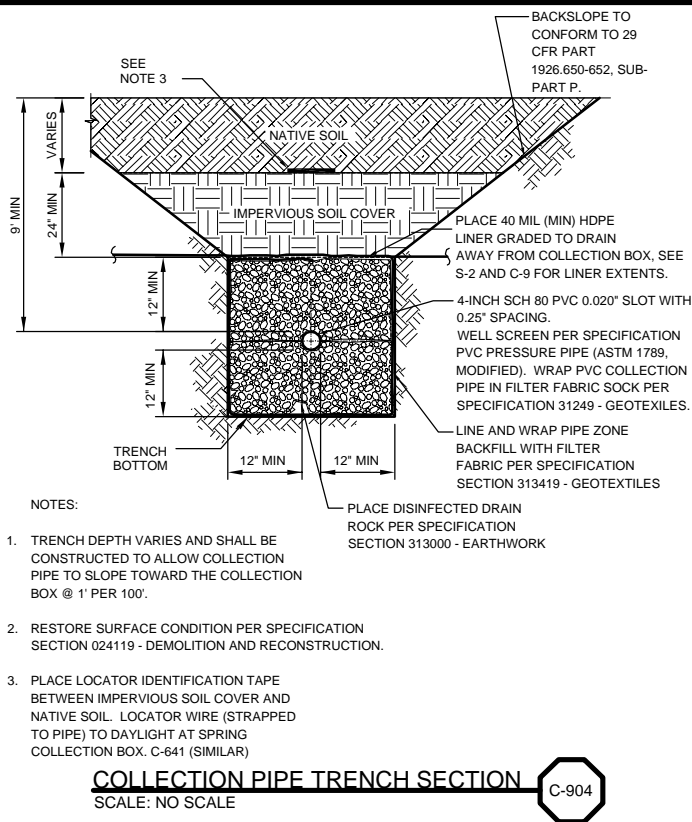 BACKSLOPE TO
CONFORM TO 29
CFR PART
1926.650-652, SUB-
PART P.
SEE
NOTE 3
VARIES
9' MIN
24" MIN
NATIVE SOIL
IMPERVIOUS SOIL COVER
PLACE 40 MIL (MIN) HDPE
LINER GRADED TO DRAIN
AWAY FROM COLLECTION BOX, SEE
S-2 AND C-9 FOR LINER EXTENTS.
12" MIN
4-INCH SCH 80 PVC 0.020" SLOT WITH
0.25" SPACING.
WELL SCREEN PER SPECIFICATION
PVC PRESSURE PIPE (ASTM 1789,
MODIFIED). WRAP PVC COLLECTION
PIPE IN FILTER FABRIC SOCK PER
SPECIFICATION 31249 - GEOTEXILES.
12" MIN
TRENCH
BOTTOM
12" MIN
12" MIN
LINE AND WRAP PIPE ZONE
BACKFILL WITH FILTER
FABRIC PER SPECIFICATION
SECTION 313419 - GEOTEXTILES
PLACE DISINFECTED DRAIN
ROCK PER SPECIFICATION
SECTION 313000 - EARTHWORK
NOTES:
1. TRENCH DEPTH VARIES AND SHALL BE
CONSTRUCTED TO ALLOW COLLECTION
PIPE TO SLOPE TOWARD THE COLLECTION
BOX @ 1' PER 100'.
2. RESTORE SURFACE CONDITION PER SPECIFICATION
SECTION 024119 - DEMOLITION AND RECONSTRUCTION.
3. PLACE LOCATOR IDENTIFICATION TAPE
BETWEEN IMPERVIOUS SOIL COVER AND
NATIVE SOIL. LOCATOR WIRE (STRAPPED
TO PIPE) TO DAYLIGHT AT SPRING
COLLECTION BOX. C-641 (SIMILAR)
COLLECTION PIPE TRENCH SECTION
SCALE: NO SCALE
C-904